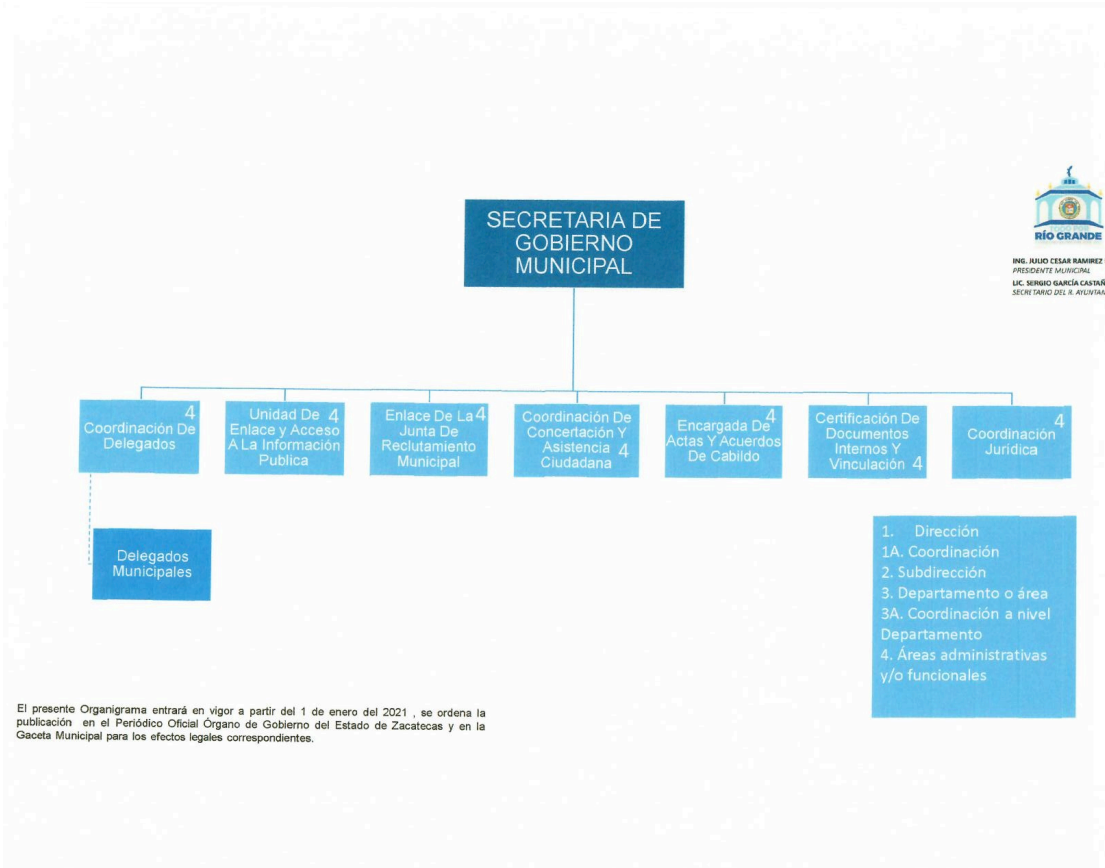 SECRETARIA DE
GOBIERNO
MUNICIPAL
RÍO GRANDE
ING. JULIO CESAR RAMIREZ
PRESIDENTE MUNICIPAL
LIC. SERGIO GARCÍA CASTAÑ
SECRETARIO DEL R. AYUNTAM
4
Coordinación De
Delegados
Unidad De 4
Enlace y Acceso
A La Información
Publica
Enlace De La 4
Junta De
Reclutamiento
Municipal
Coordinación De
Concertación Y
Asistencia 4
Ciudadana
4
Encargada De
Actas Y Acuerdos
De Cabildo
Certificación De
Documentos
Internos Y
Vinculación 4
4
Coordinación
Jurídica
Delegados
Municipales
1. Dirección
1A. Coordinación
2. Subdirección
3. Departamento o área
3A. Coordinación a nivel
Departamento
4. Áreas administrativas
y/o funcionales
El presente Organigrama entrará en vigor a partir del 1 de enero del 2021 , se ordena la
publicación en el Periódico Oficial Órgano de Gobierno del Estado de Zacatecas y en la
Gaceta Municipal para los efectos legales correspondientes.